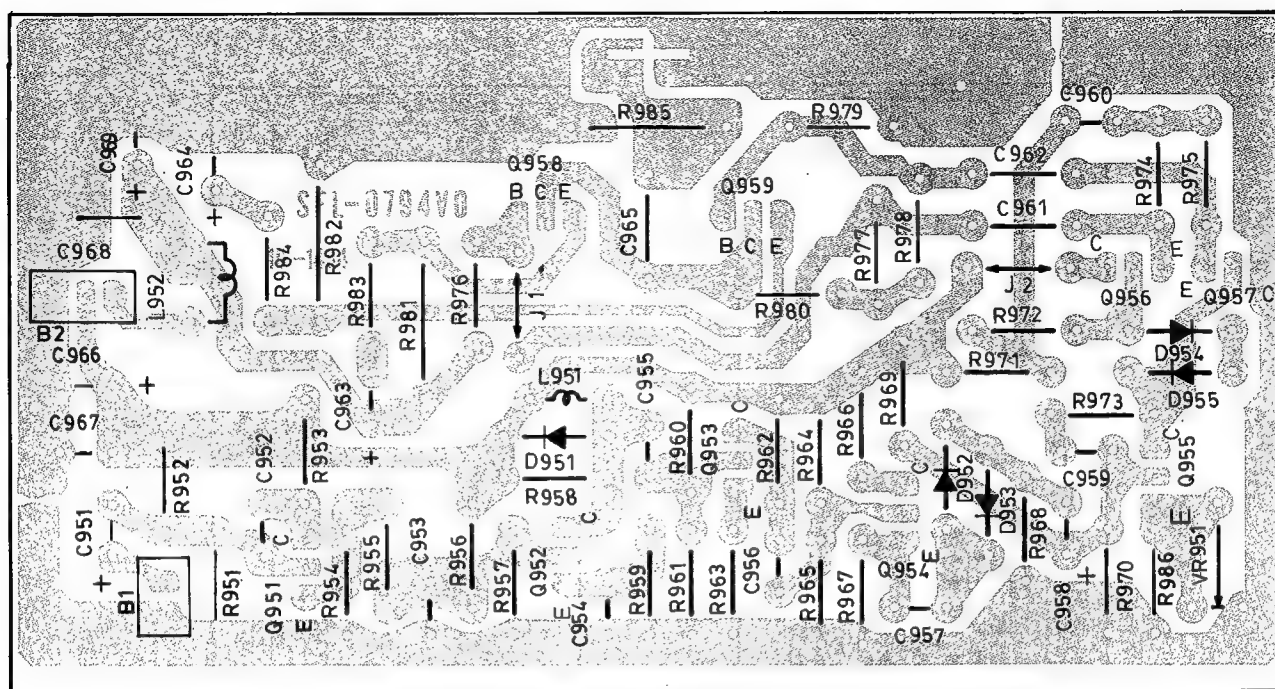 C960
R985
R979
C969
C964
Q958
C962
R974
R975
B C E
Q959
C961
R978
R977
C965
R982
R984
C968
B C E
C
E
L952
R983
R981
R976
J1
R980
J2
E
Q956
Q957
C
B2
R972
D954
C966
C963
L951
C955
R971
D955
R969
C967
C
R966
R973
C
R952
C952
R953
D951
R960
Q953
R962
R964
C
D952
C959
Q955
R958
D953
C951
C
C
E
R968
E
B1
R951
Q951
R954
R955
C953
R956
R957
Q952
R959
R961
R963
C956
R965
R967
Q954
E
C958
R970
R986
VR951
E
E
C954
C957